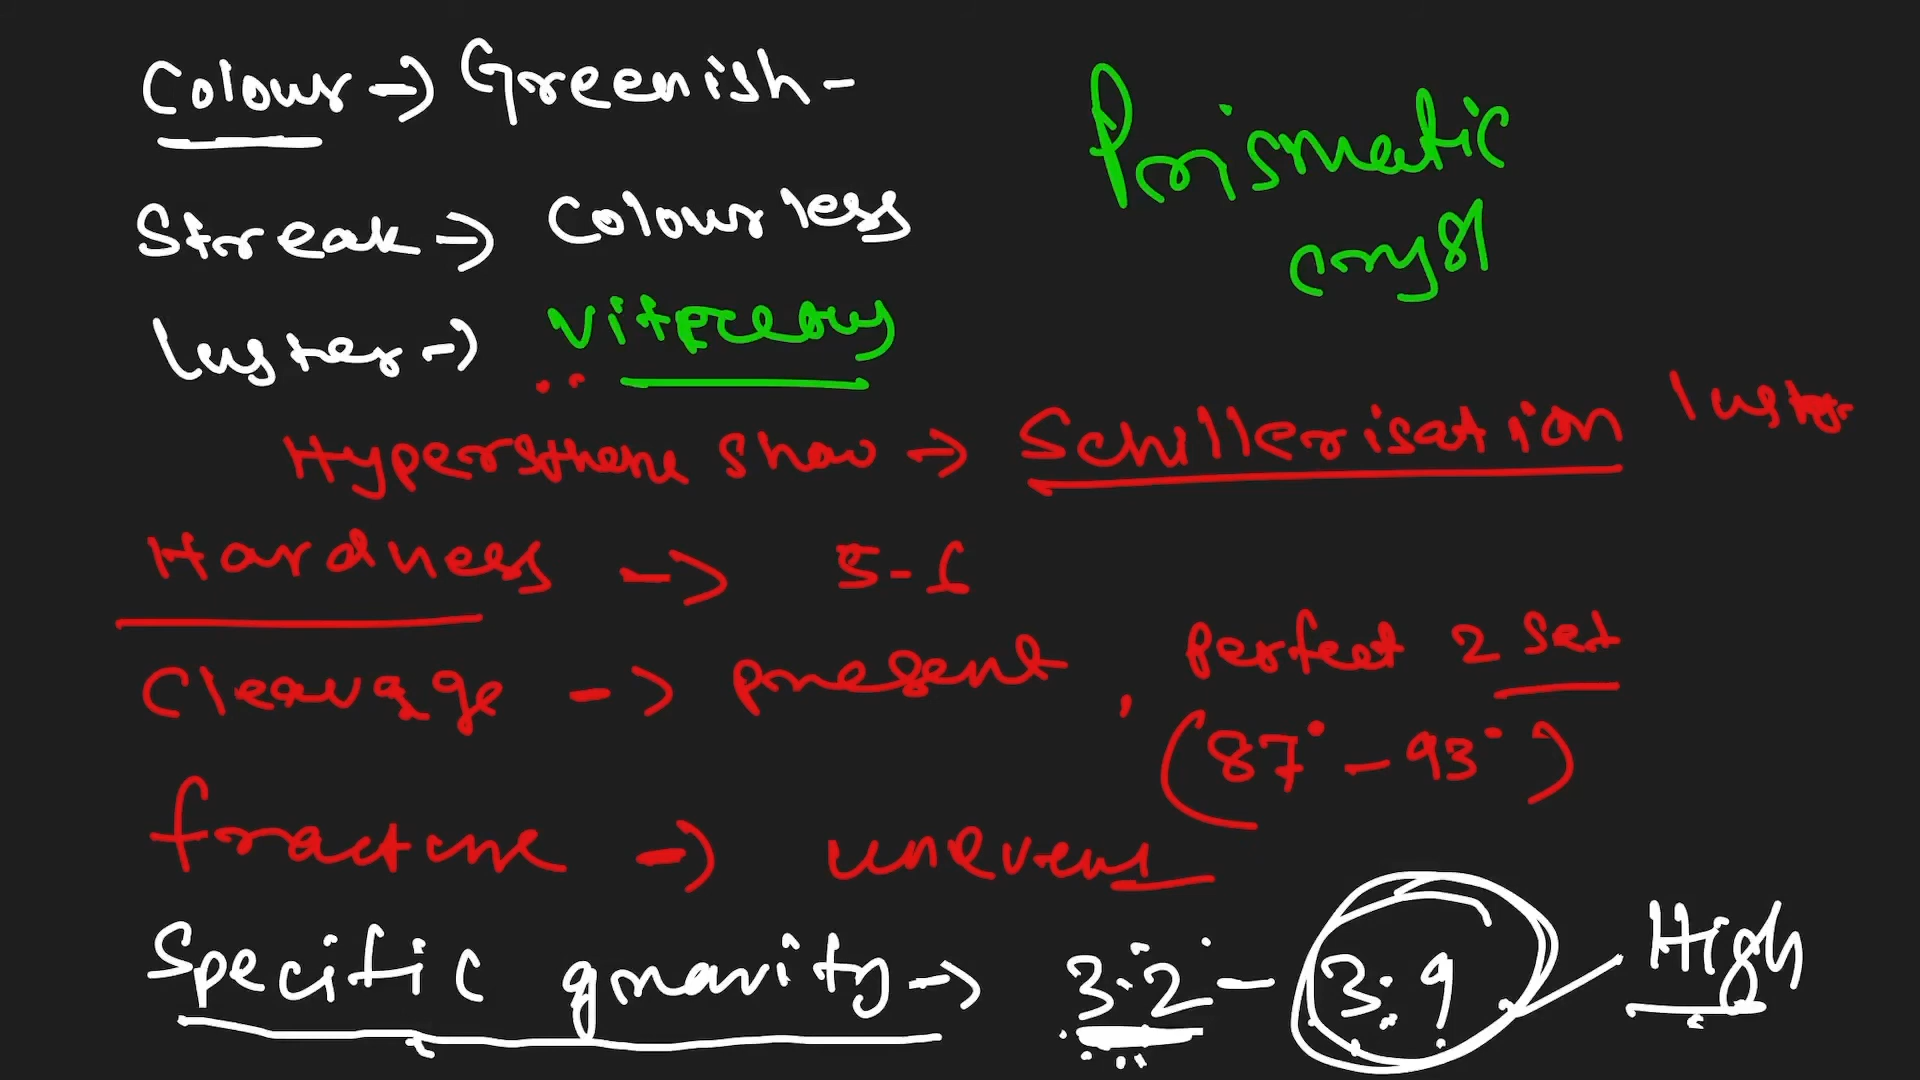 Colour → Greenish -
Prismatic
cryst
Streak → Colourless
luster → Vitreous
Hypersthene show → Schillerisation luster
Hardness → 5-6
Cleavage → present , Perfect 2 Set
(87° - 93°)
fracture → uneven
Specific gravity → 3.2 - 3.9 High